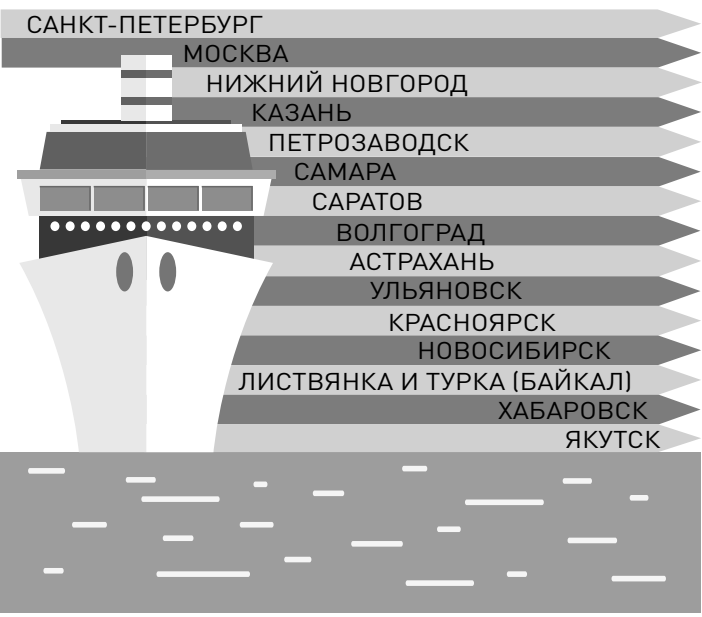 САНКТ-ПЕТЕРБУРГ
МОСКВА
НИЖНИЙ НОВГОРОД
КАЗАНЬ
ПЕТРОЗАВОДСК
САМАРА
САРАТОВ
ВОЛГОГРАД
АСТРАХАНЬ
УЛЬЯНОВСК
КРАСНОЯРСК
НОВОСИБИРСК
ЛИСТВЯНКА И ТУРКА (БАЙКАЛ)
ХАБАРОВСК
ЯКУТСК